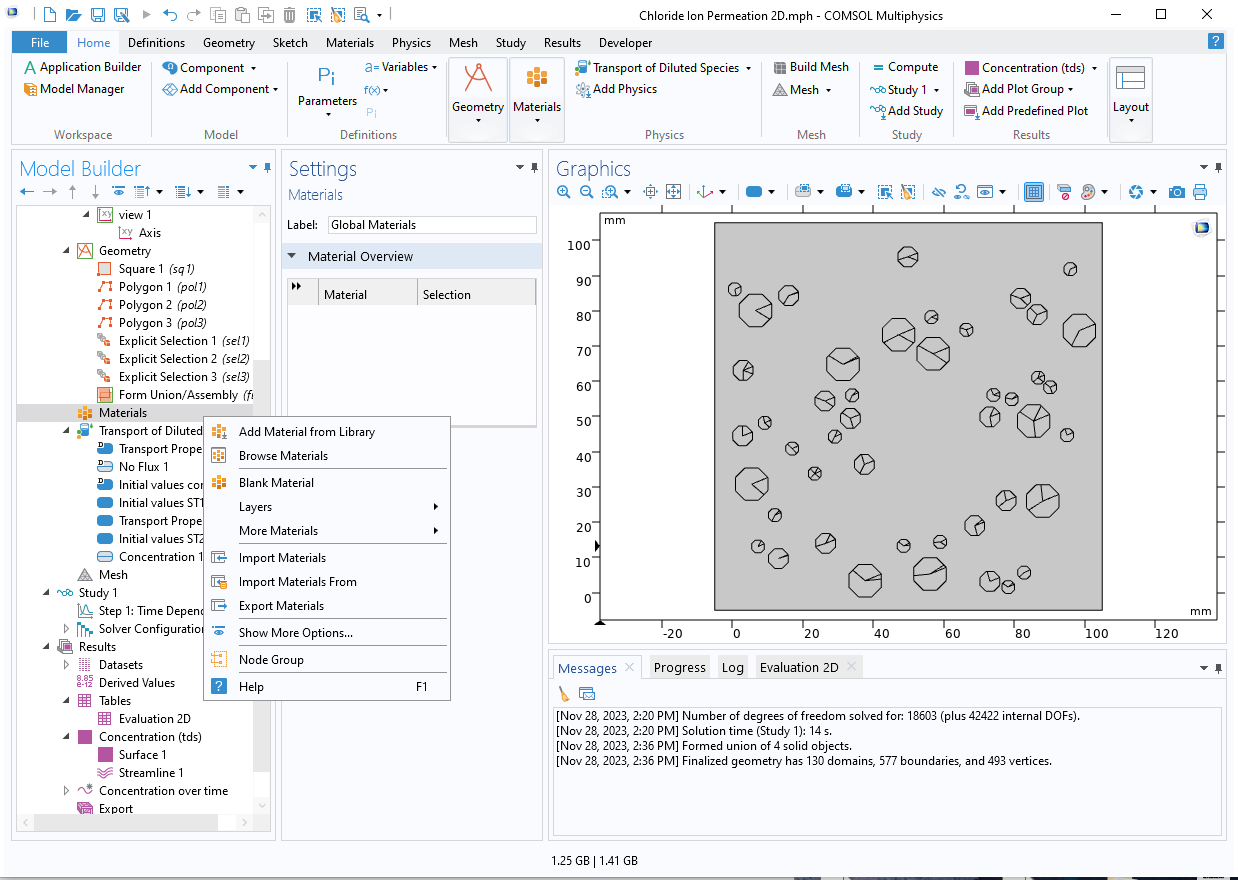 Chloride Ion Permeation 2D.mph - COMSOL Multiphysics
File Home Definitions Geometry Sketch Materials Physics Mesh Study Results Developer ?
Application Builder
Model Manager
Workspace
Component
Add Component
Model
Pi
Parameters
a= Variables
f(x)
Pi
Definitions
Geometry
Materials
Transport of Diluted Species
Add Physics
Physics
Build Mesh
Mesh
Mesh
= Compute
Study 1
Add Study
Study
Concentration (tds)
Add Plot Group
Add Predefined Plot
Results
Layout
Model Builder
view 1
Axis
Geometry
Square 1 (sq1)
Polygon 1 (pol1)
Polygon 2 (pol2)
Polygon 3 (pol3)
Explicit Selection 1 (sel1)
Explicit Selection 2 (sel2)
Explicit Selection 3 (sel3)
Form Union/Assembly (fi
Materials
Transport of Diluted
Transport Prope
No Flux 1
Initial values cor
Initial values ST1
Transport Prope
Initial values ST2
Concentration 1
Mesh
Study 1
Step 1: Time Depend
Solver Configuration
Results
Datasets
8.85
e-12
Derived Values
Tables
Evaluation 2D
Concentration (tds)
Surface 1
Streamline 1
Concentration over time
Export
Add Material from Library
Browse Materials
Blank Material
Layers
More Materials
Import Materials
Import Materials From
Export Materials
Show More Options...
Node Group
? Help F1
Settings
Materials
Label: Global Materials
Material Overview
Material Selection
Graphics
mm
100
90
80
70
60
50
40
30
20
10
0
mm
-20 0 20 40 60 80 100 120
Messages Progress Log Evaluation 2D
[Nov 28, 2023, 2:20 PM] Number of degrees of freedom solved for: 18603 (plus 42422 internal DOFs).
[Nov 28, 2023, 2:20 PM] Solution time (Study 1): 14 s.
[Nov 28, 2023, 2:36 PM] Formed union of 4 solid objects.
[Nov 28, 2023, 2:36 PM] Finalized geometry has 130 domains, 577 boundaries, and 493 vertices.
1.25 GB | 1.41 GB